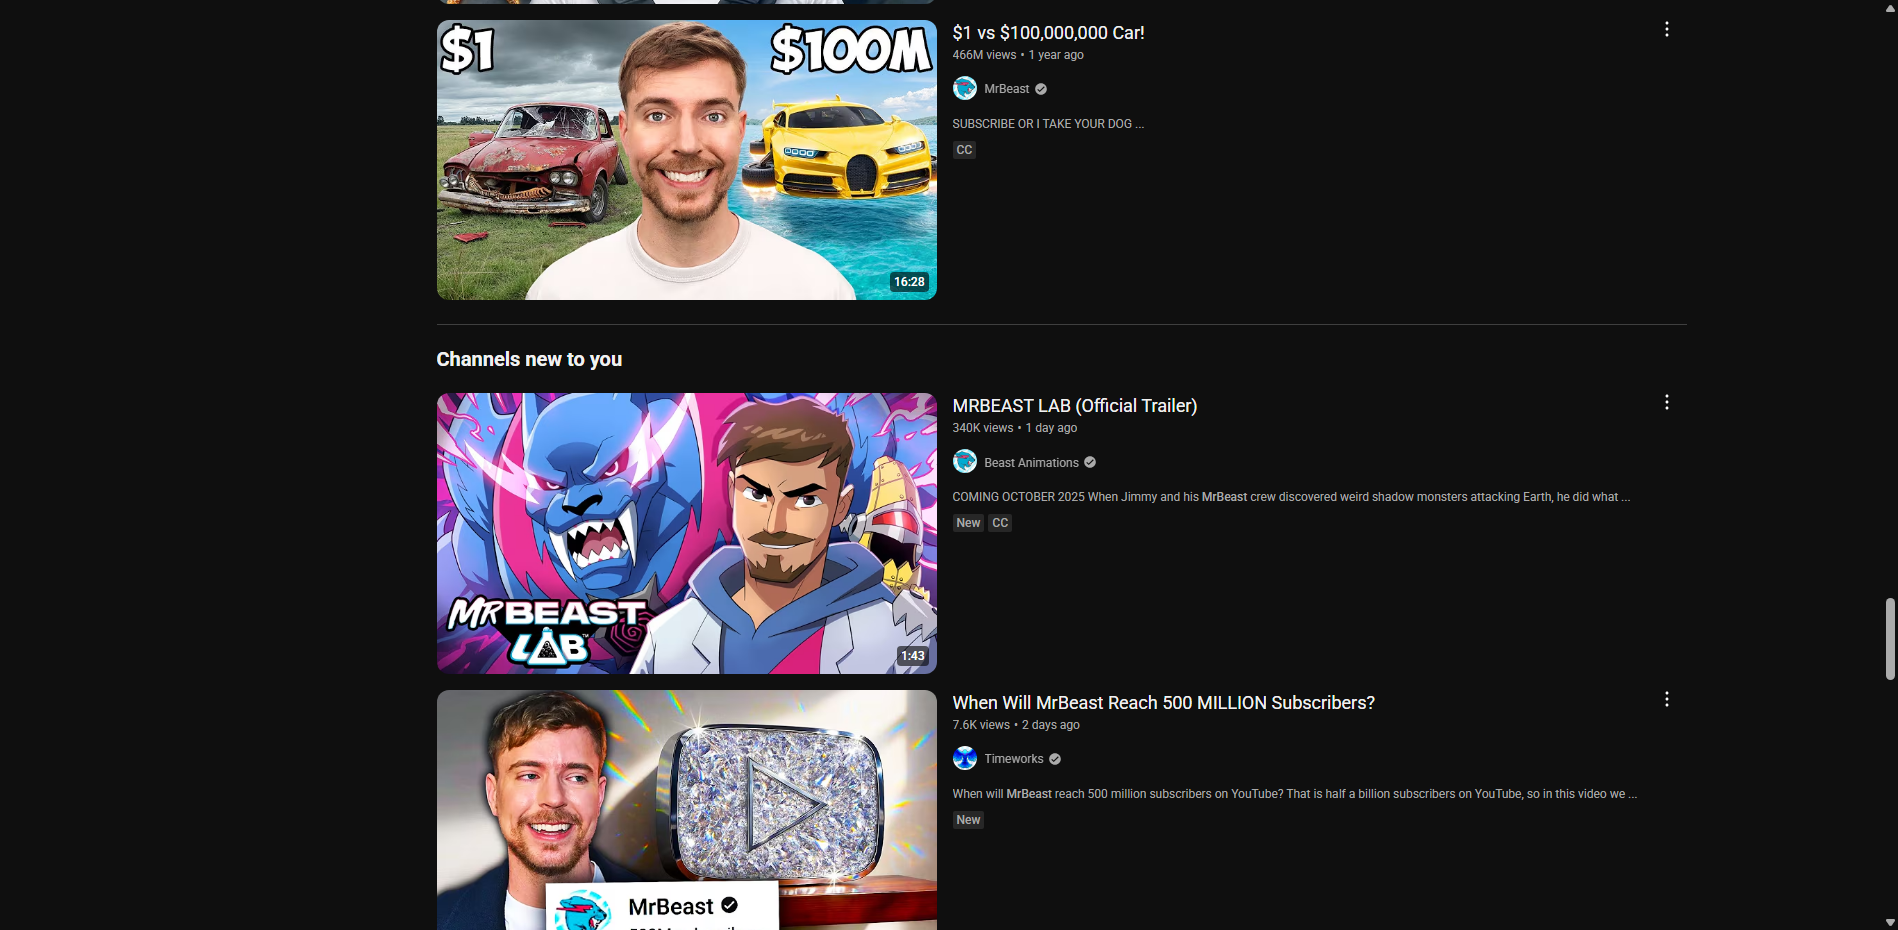 $1
$100M
16:28
$1 vs $100,000,000 Car!
466M views • 1 year ago
MrBeast
SUBSCRIBE OR I TAKE YOUR DOG ...
CC
Channels new to you
MRBEAST LAB
1:43
MRBEAST LAB (Official Trailer)
340K views • 1 day ago
Beast Animations
COMING OCTOBER 2025 When Jimmy and his MrBeast crew discovered weird shadow monsters attacking Earth, he did what ...
New CC
MrBeast
When Will MrBeast Reach 500 MILLION Subscribers?
7.6K views • 2 days ago
Timeworks
When will MrBeast reach 500 million subscribers on YouTube? That is half a billion subscribers on YouTube, so in this video we ...
New